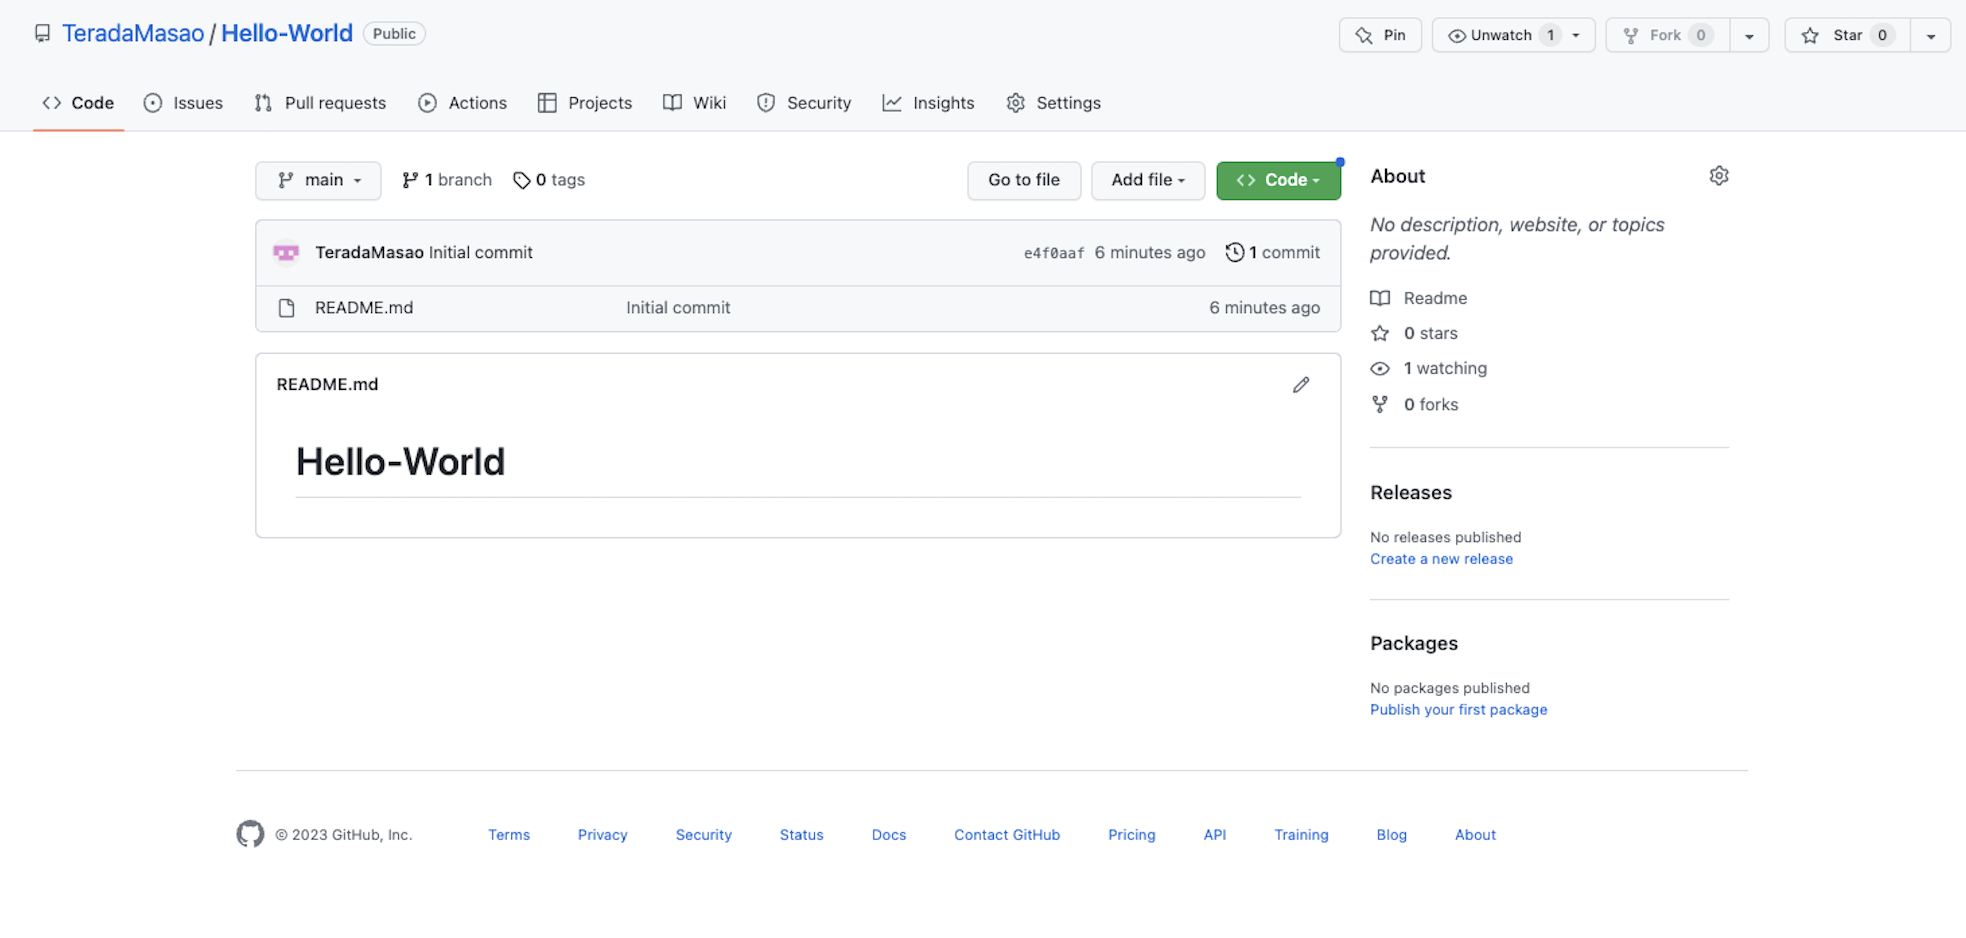 TeradaMasao / Hello-World Public
Pin Unwatch 1 Fork 0 Star 0
Code Issues Pull requests Actions Projects Wiki Security Insights Settings
main 1 branch 0 tags Go to file Add file Code
TeradaMasao Initial commit e4f0aaf 6 minutes ago 1 commit
README.md Initial commit 6 minutes ago
README.md
Hello-World
About
No description, website, or topics
provided.
Readme
0 stars
1 watching
0 forks
Releases
No releases published
Create a new release
Packages
No packages published
Publish your first package
© 2023 GitHub, Inc. Terms Privacy Security Status Docs Contact GitHub Pricing API Training Blog About